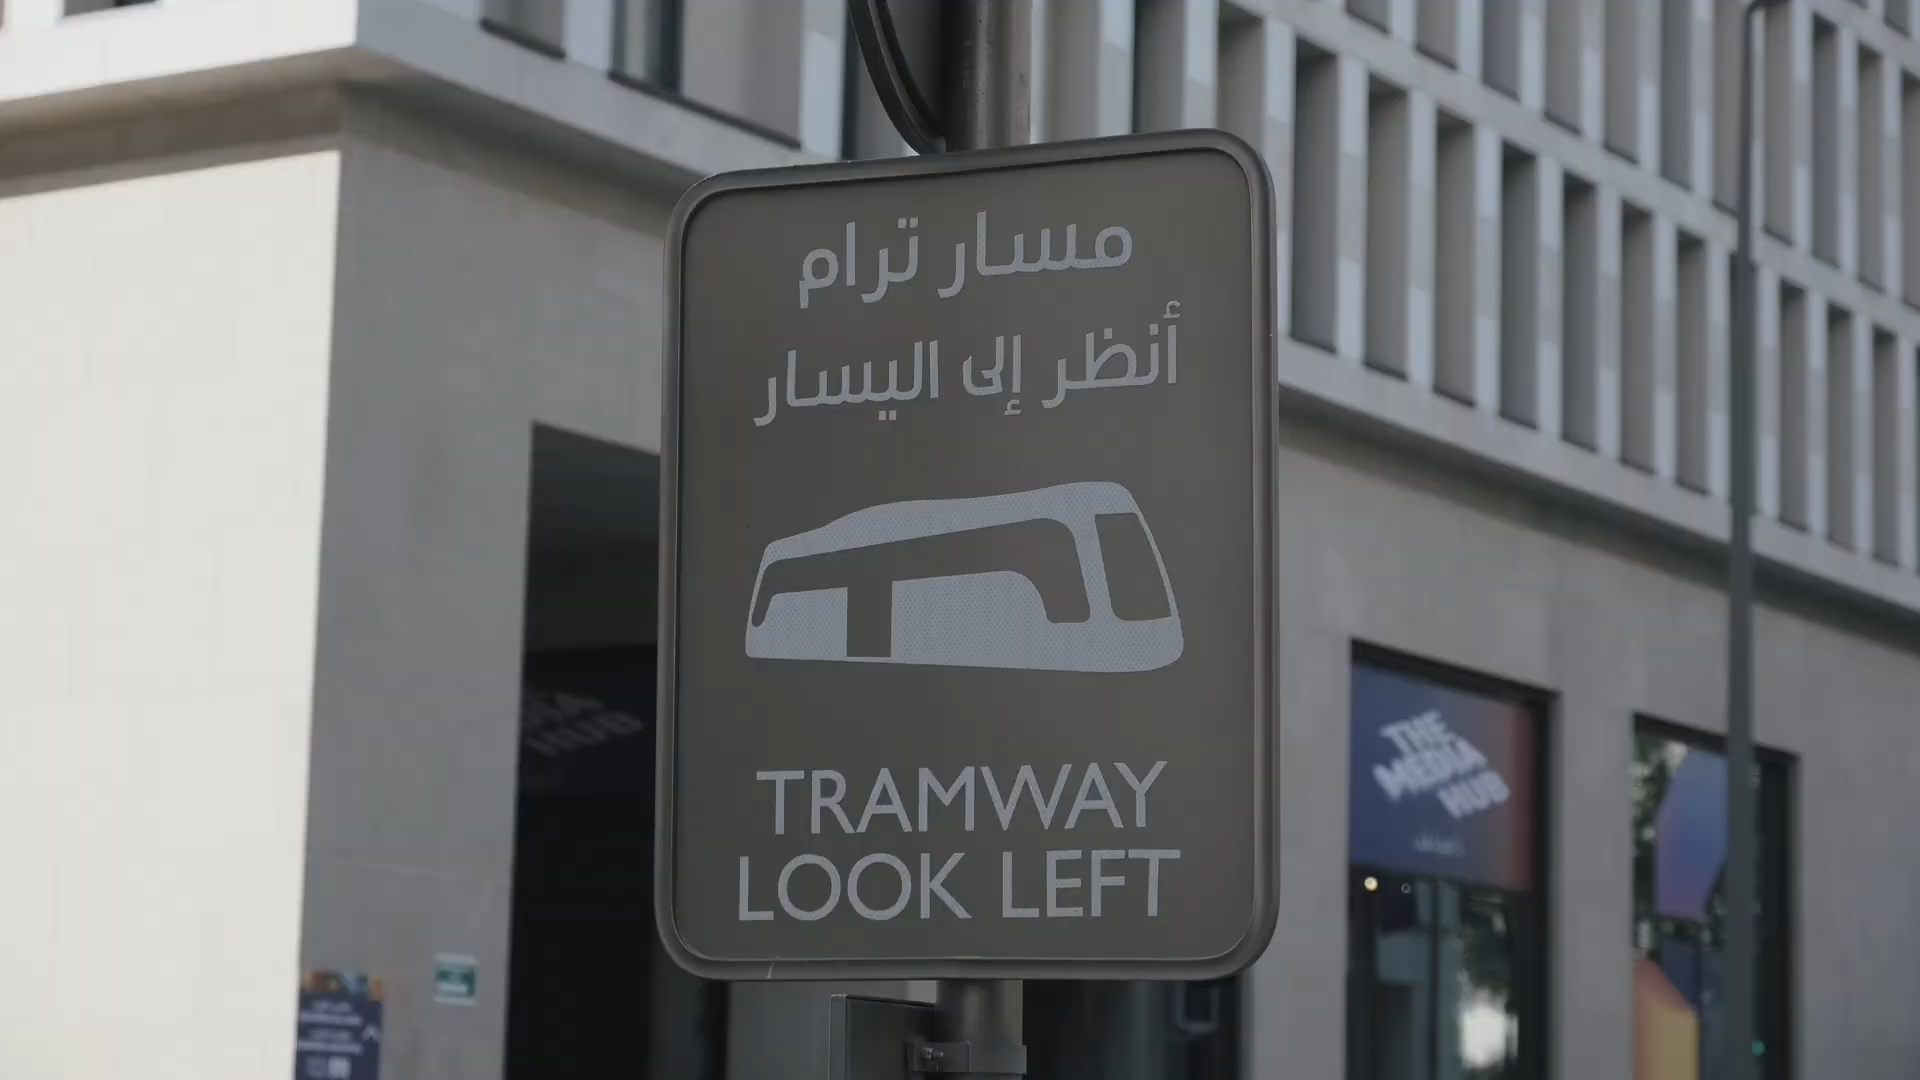 مسار ترام
أنظر إلى اليسار
TRAMWAY
LOOK LEFT
THE
MEDIA
HUB